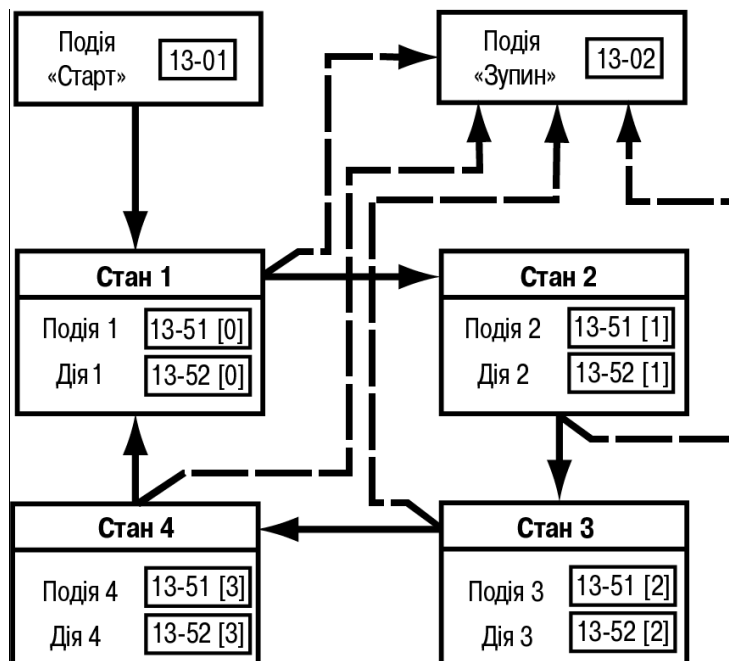 Подія
«Старт»
13-01
Подія
«Зупин»
13-02
Стан 1
Подія 1 13-51 [0]
Дія 1 13-52 [0]
Стан 2
Подія 2 13-51 [1]
Дія 2 13-52 [1]
Стан 4
Подія 4 13-51 [3]
Дія 4 13-52 [3]
Стан 3
Подія 3 13-51 [2]
Дія 3 13-52 [2]